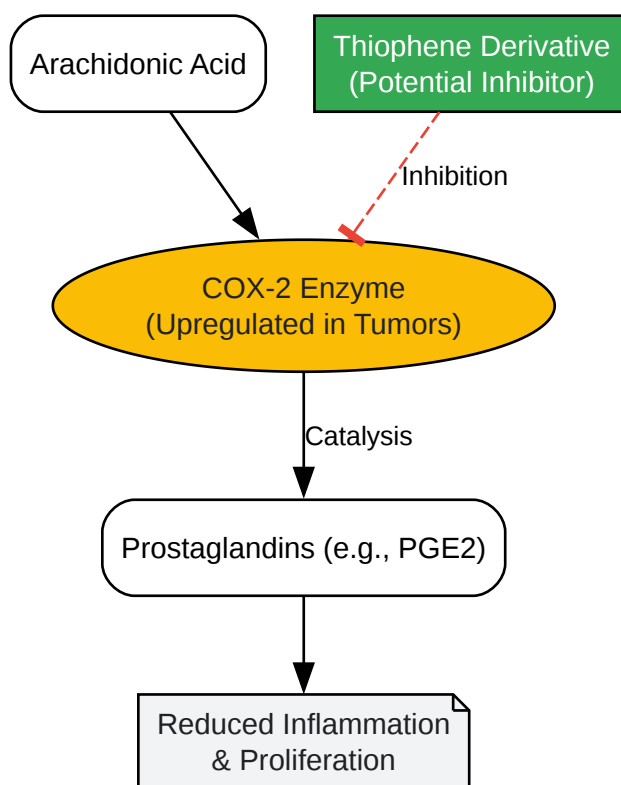 Arachidonic Acid
Thiophene Derivative
(Potential Inhibitor)
Inhibition
COX-2 Enzyme
(Upregulated in Tumors)
Catalysis
Prostaglandins (e.g., PGE2)
Reduced Inflammation
& Proliferation